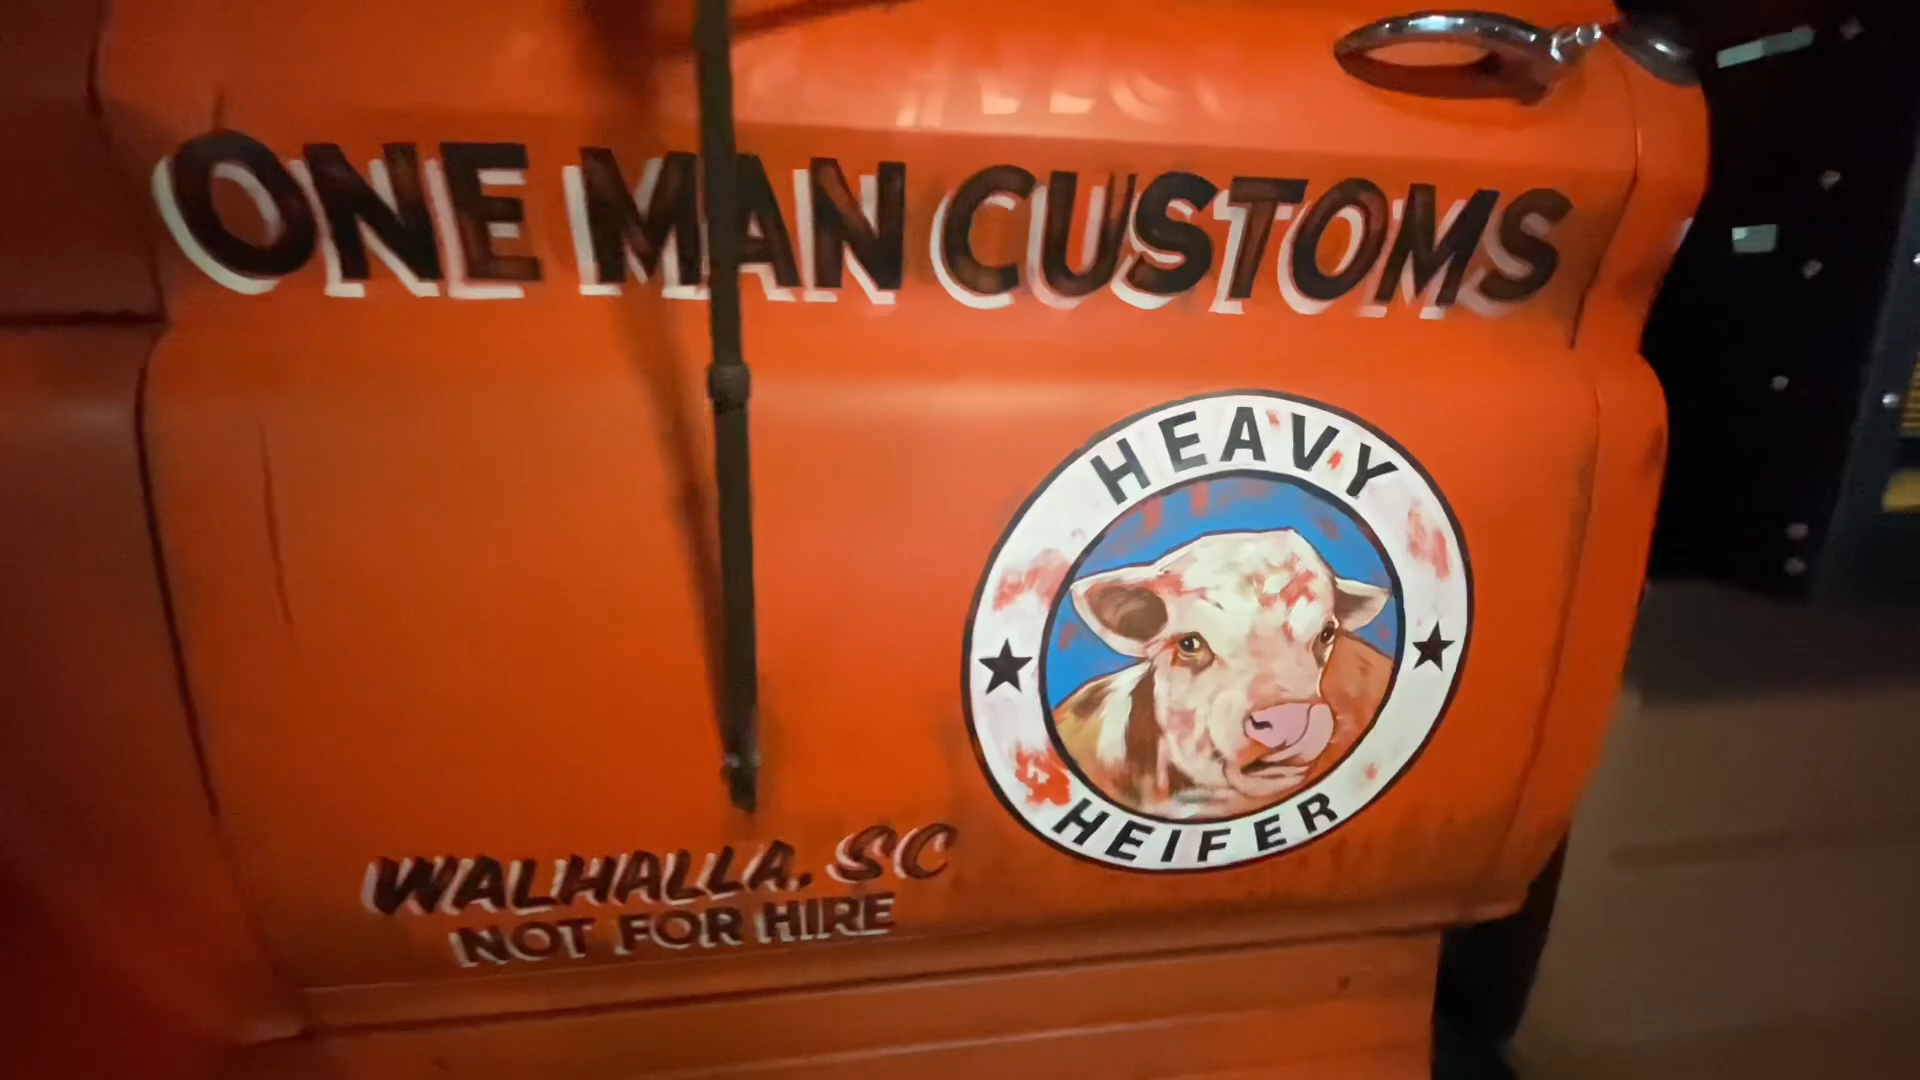 ONE MAN CUSTOMS
HEAVY
HEIFER
WALHALLA, SC
NOT FOR HIRE